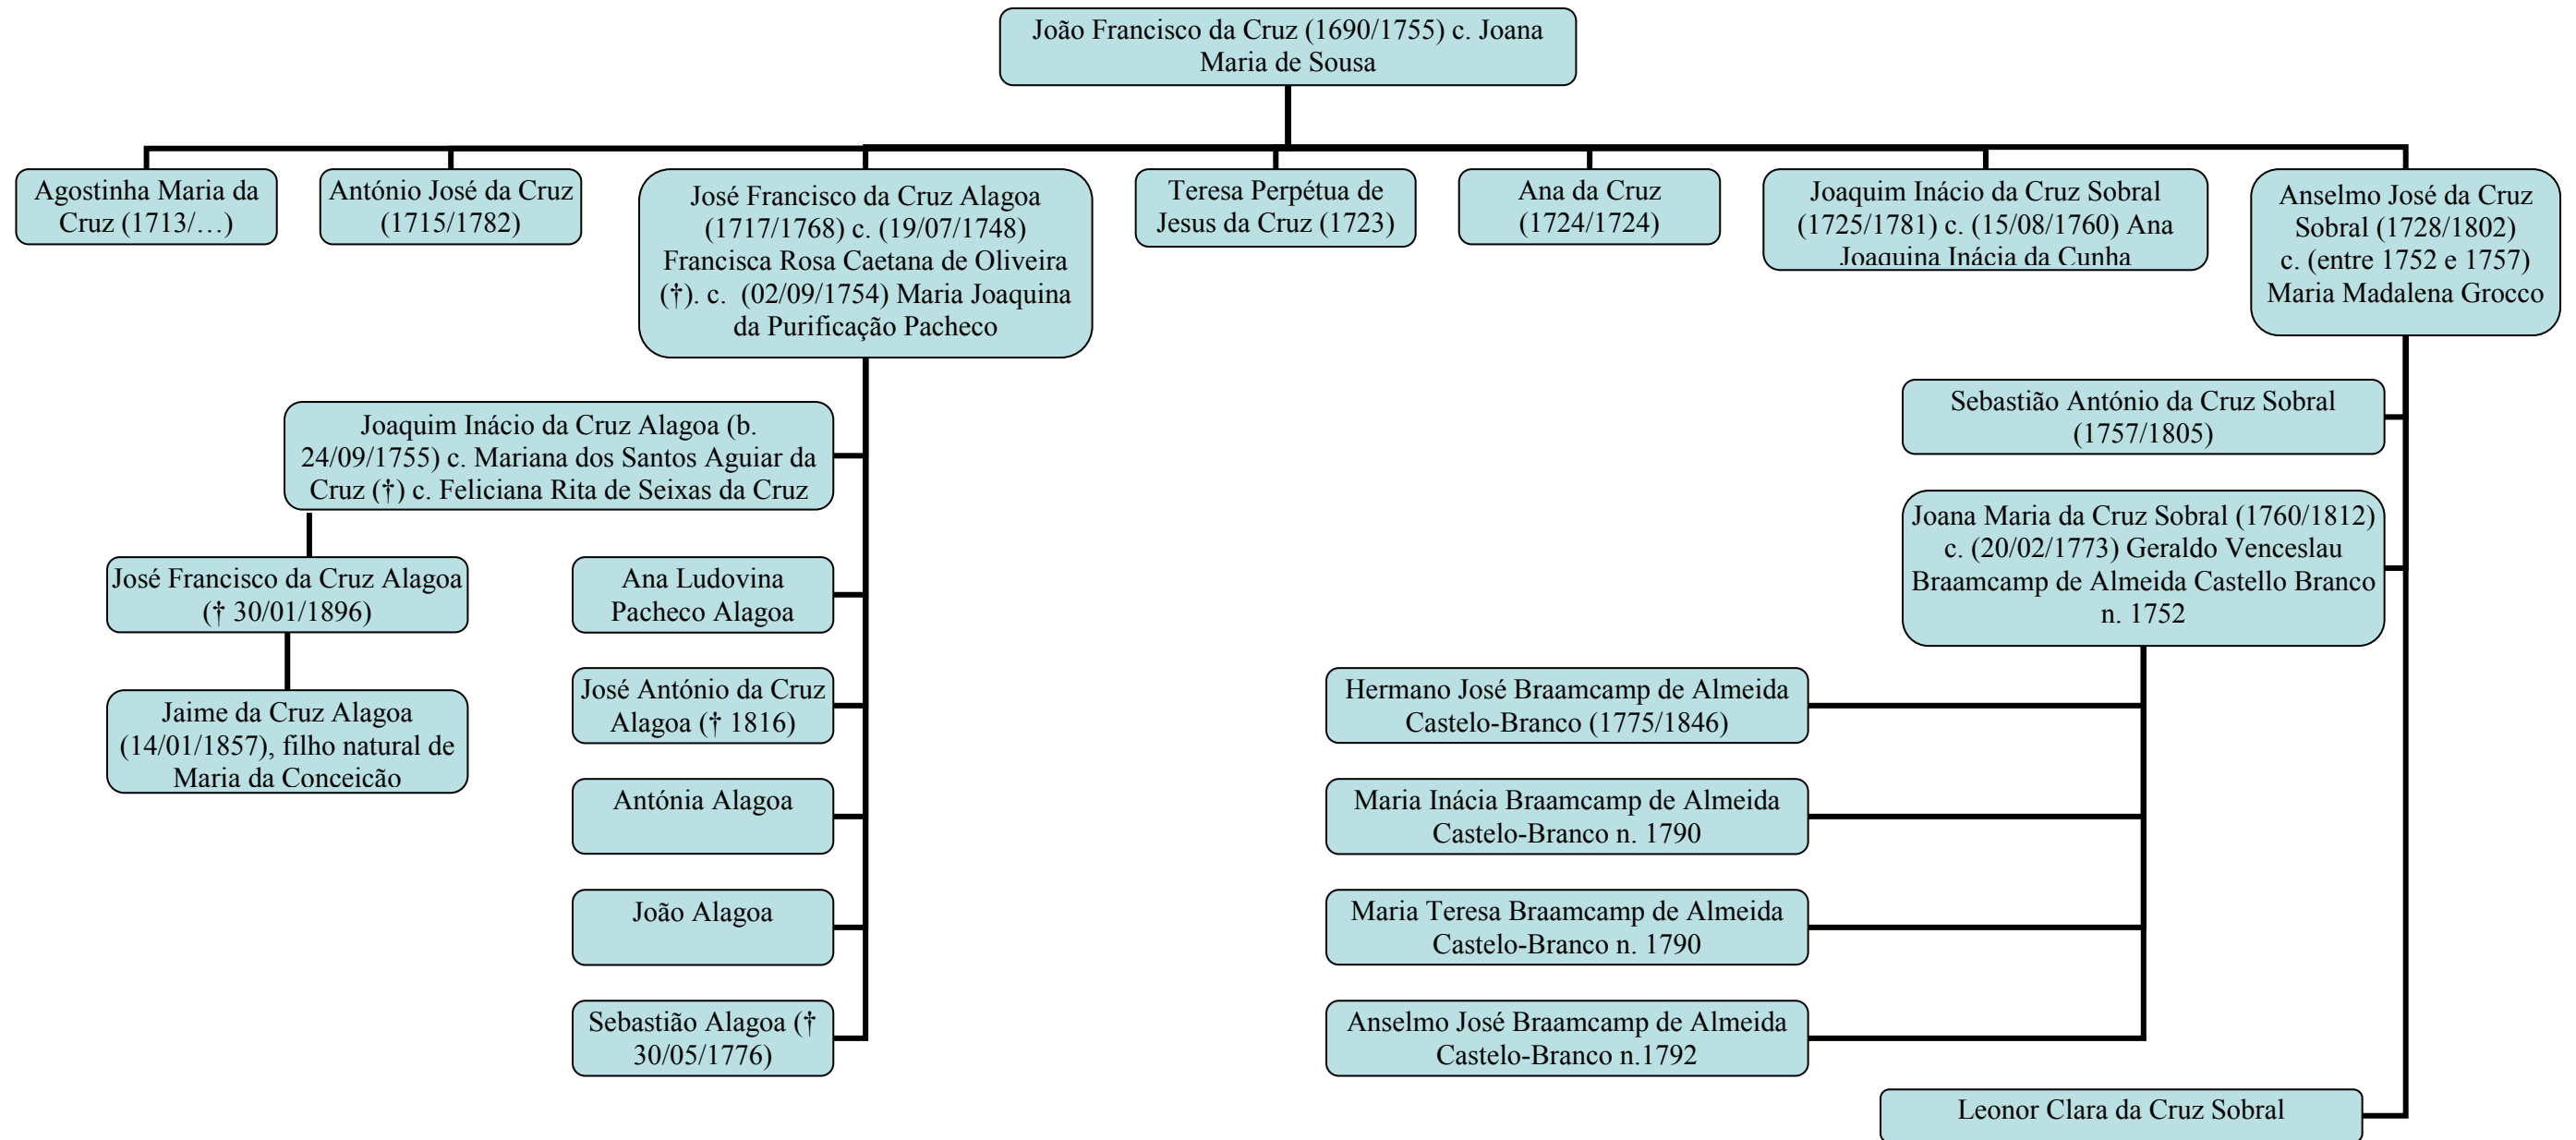 João Francisco da Cruz (1690/1755) c. Joana
Maria de Sousa
Agostinha Maria da
Cruz (1713/…)
António José da Cruz
(1715/1782)
José Francisco da Cruz Alagoa
(1717/1768) c. (19/07/1748)
Francisca Rosa Caetana de Oliveira
(†). c. (02/09/1754) Maria Joaquina
da Purificação Pacheco
Teresa Perpétua de
Jesus da Cruz (1723)
Ana da Cruz
(1724/1724)
Joaquim Inácio da Cruz Sobral
(1725/1781) c. (15/08/1760) Ana
Joaquina Inácia da Cunha
Anselmo José da Cruz
Sobral (1728/1802)
c. (entre 1752 e 1757)
Maria Madalena Grocco
Joaquim Inácio da Cruz Alagoa (b.
24/09/1755) c. Mariana dos Santos Aguiar da
Cruz (†) c. Feliciana Rita de Seixas da Cruz
José Francisco da Cruz Alagoa
(† 30/01/1896)
Jaime da Cruz Alagoa
(14/01/1857), filho natural de
Maria da Conceição
Ana Ludovina
Pacheco Alagoa
José António da Cruz
Alagoa († 1816)
Antónia Alagoa
João Alagoa
Sebastião Alagoa (†
30/05/1776)
Sebastião António da Cruz Sobral
(1757/1805)
Joana Maria da Cruz Sobral (1760/1812)
c. (20/02/1773) Geraldo Venceslau
Braamcamp de Almeida Castello Branco
n. 1752
Hermano José Braamcamp de Almeida
Castelo-Branco (1775/1846)
Maria Inácia Braamcamp de Almeida
Castelo-Branco n. 1790
Maria Teresa Braamcamp de Almeida
Castelo-Branco n. 1790
Anselmo José Braamcamp de Almeida
Castelo-Branco n.1792
Leonor Clara da Cruz Sobral